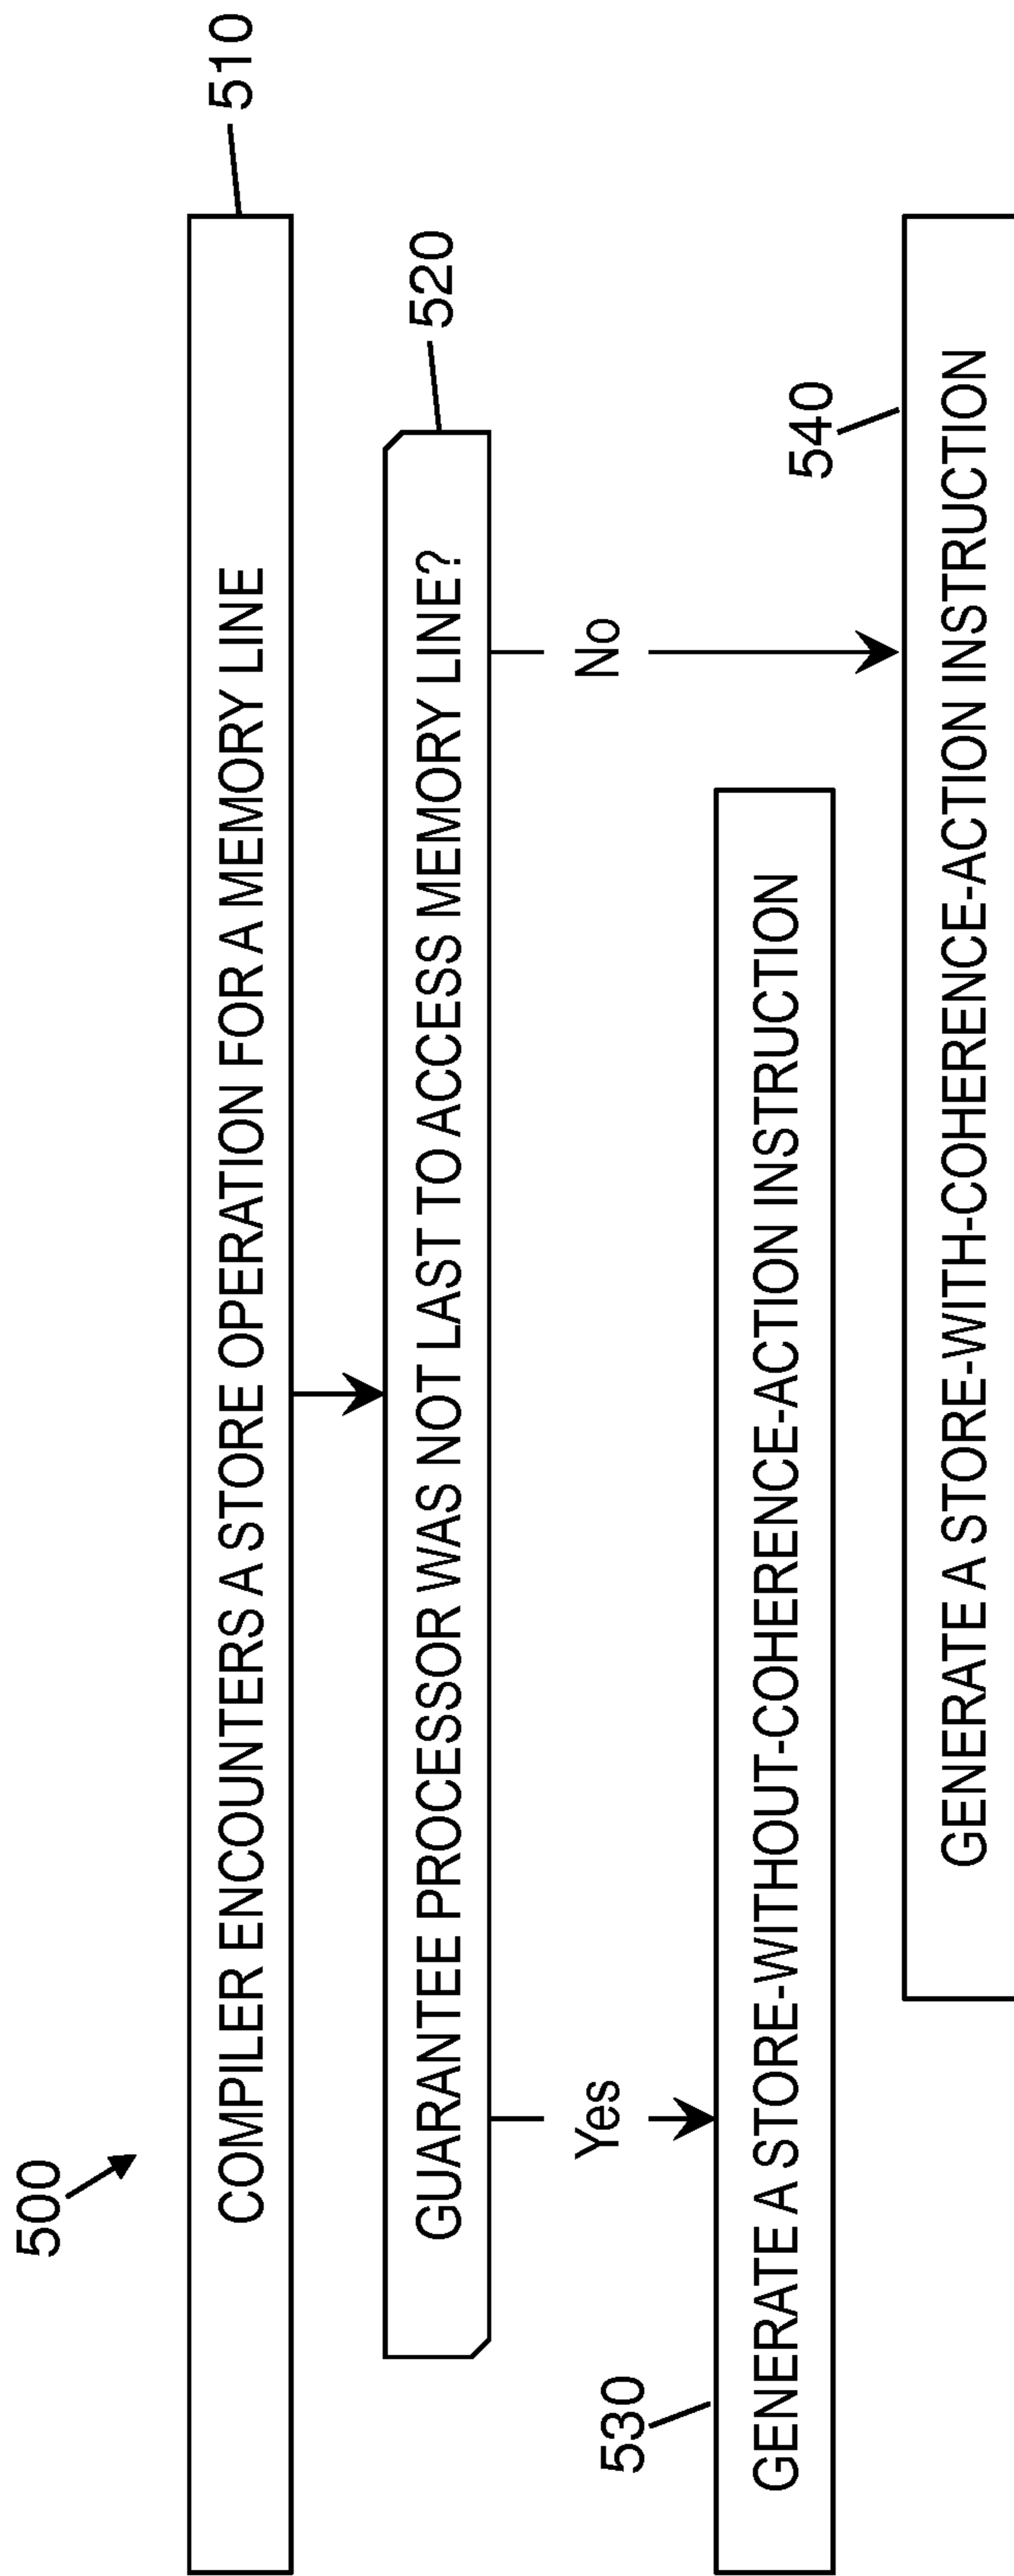 500
COMPILER ENCOUNTERS A STORE OPERATION FOR A MEMORY LINE
510
GUARANTEE PROCESSOR WAS NOT LAST TO ACCESS MEMORY LINE?
520
Yes
No
530
GENERATE A STORE-WITHOUT-COHERENCE-ACTION INSTRUCTION
540
GENERATE A STORE-WITH-COHERENCE-ACTION INSTRUCTION